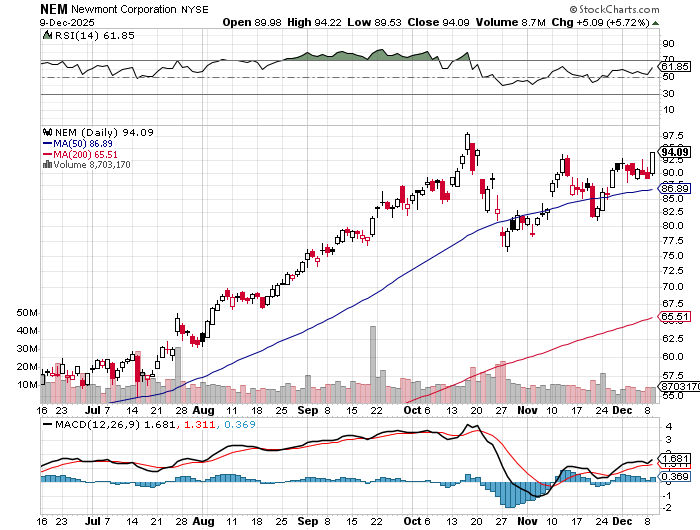 NEM Newmont Corporation NYSE © StockCharts.com
9-Dec-2025 Open 89.98 High 94.22 Low 89.53 Close 94.09 Volume 8.7M Chg +5.09 (+5.72%)
RSI(14) 61.85
90
70
61.85
50
30
10
NEM (Daily) 94.09
MA(50) 86.89
MA(200) 65.51
Volume 8,703,170
97.5
94.09
92.5
90.0
86.89
85.0
82.5
80.0
77.5
75.0
72.5
70.0
67.5
65.51
62.5
60.0
57.5
55.0
50M
40M
30M
20M
10M
8703170
16 23 Jul 7 14 21 28 Aug 11 18 25 Sep 8 15 22 Oct 6 13 20 27 Nov 10 17 24 Dec 8
MACD(12,26,9) 1.681, 1.311, 0.369
4
3
1.681
0.369
0
-1
-2
16 23 Jul 7 14 21 28 Aug 11 18 25 Sep 8 15 22 Oct 6 13 20 27 Nov 10 17 24 Dec 8